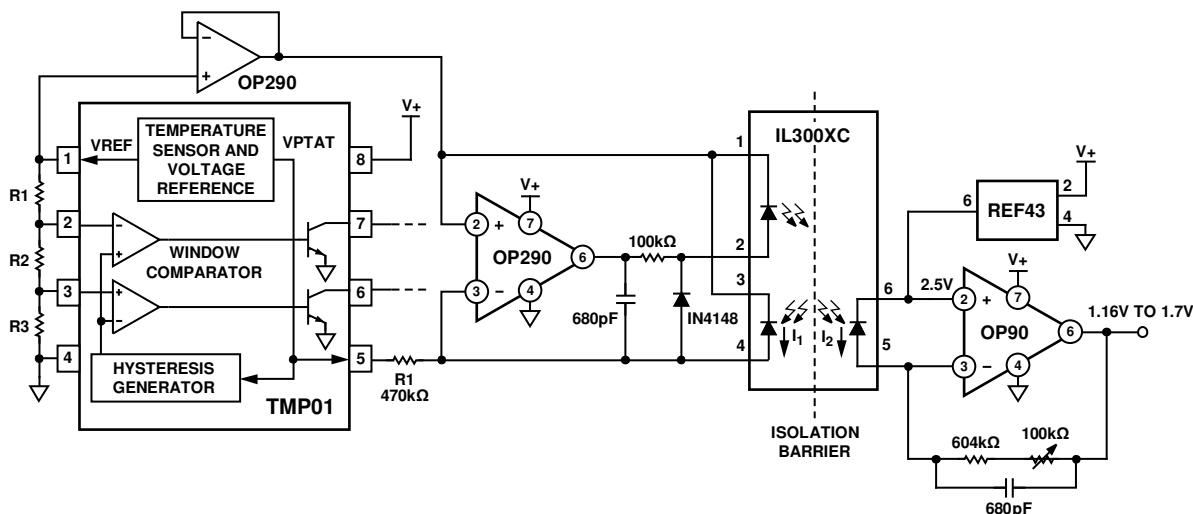 −
+
OP290
V+
TEMPERATURE
SENSOR AND
VOLTAGE
REFERENCE
VREF
VPTAT
1
8
R1
2
−
+
WINDOW
COMPARATOR
7
R2
3
+
−
6
R3
4
HYSTERESIS
GENERATOR
5
TMP01
R1
470kΩ
V+
2
+
7
OP290
6
3
−
4
100kΩ
680pF
IN4148
IL300XC
1
2
3
4
I1
I2
6
5
ISOLATION
BARRIER
V+
6
REF43
2
4
2.5V
V+
2
+
7
OP90
6
3
−
4
1.16V TO 1.7V
604kΩ
100kΩ
680pF